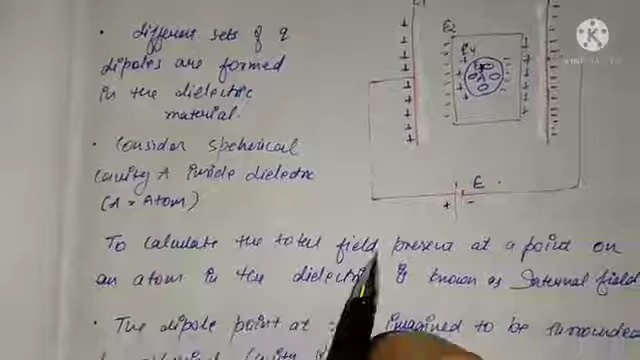 • different sets of
dipoles are formed
in the dielectric
material.
• Consider spherical
cavity A inside dielectric
(A = Atom)
To calculate the total field present at a point on
an atom in the dielectric is known as Internal field
• The dipole point at imagined to be surrounded
E
+ -
A
KINEMASTER